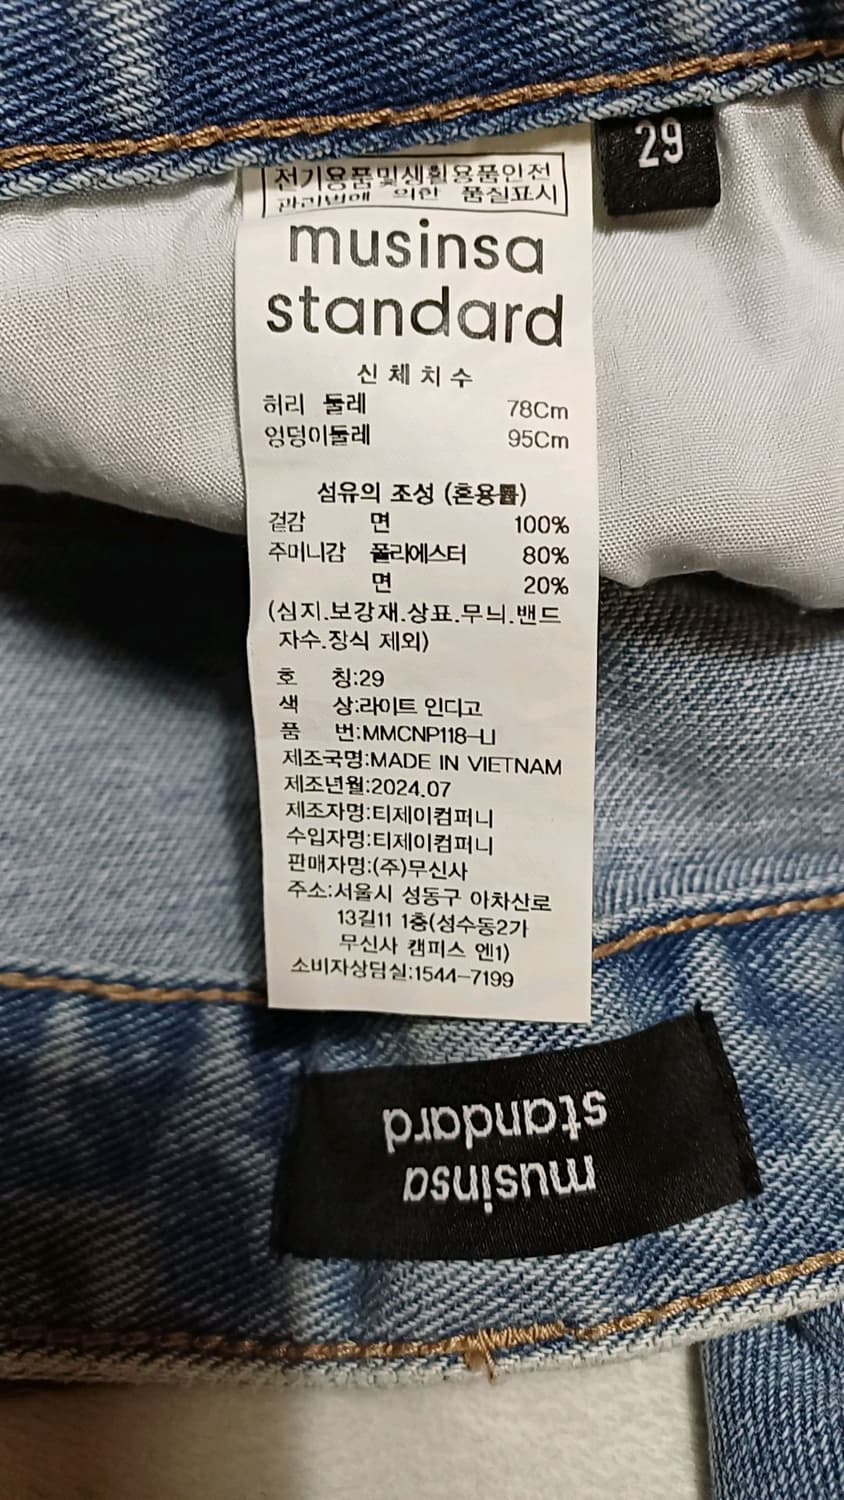 29
전기용품및생활용품안전
관리법에 의한 품질표시
musinsa
standard
신체치수
허리 둘레 78Cm
엉덩이둘레 95Cm
섬유의 조성 (혼용률)
겉감 면 100%
주머니감 폴리에스터 80%
면 20%
(심지.보강재.상표.무늬.밴드
자수.장식 제외)
호 칭:29
색 상:라이트 인디고
품 번:MMCNP118-LI
제조국명:MADE IN VIETNAM
제조년월:2024.07
제조자명:티제이컴퍼니
수입자명:티제이컴퍼니
판매자명:(주)무신사
주소:서울시 성동구 아차산로
13길11 1층(성수동2가
무신사 캠퍼스 엔1)
소비자상담실:1544-7199
musinsa
standard